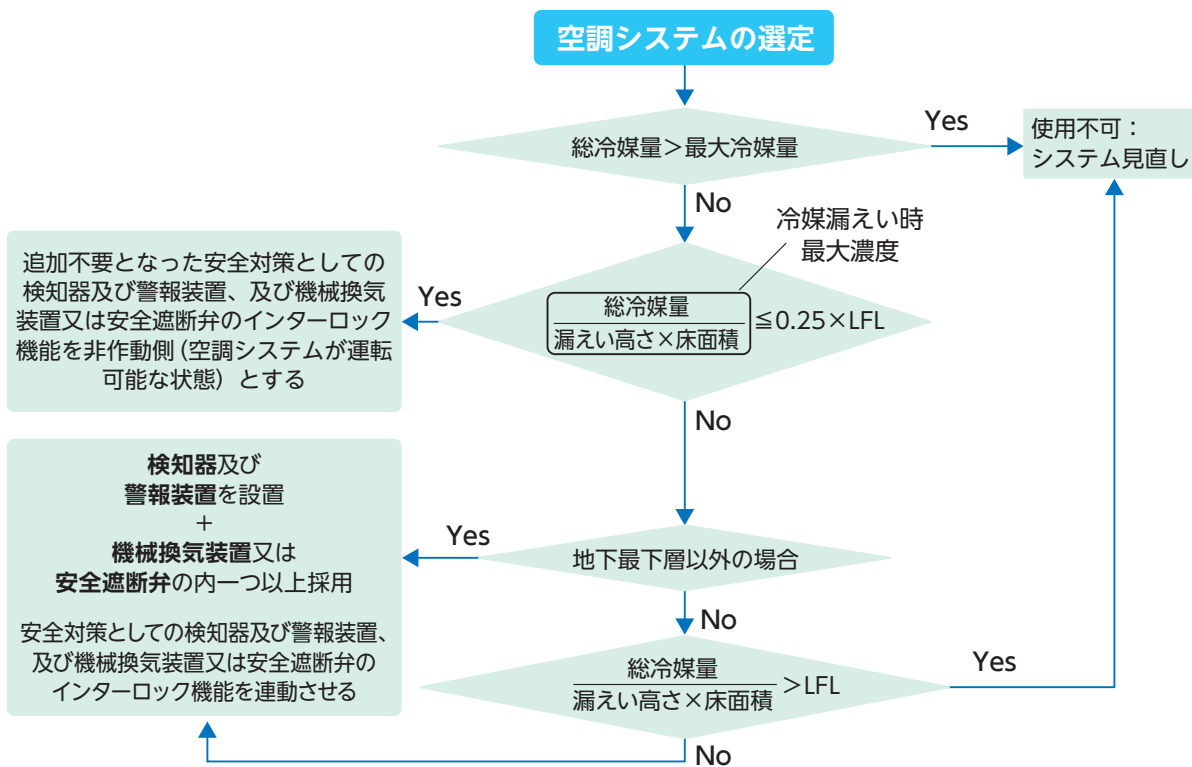 空調システムの選定
総冷媒量>最大冷媒量
Yes
使用不可：
システム見直し
No
冷媒漏えい時
最大濃度
総冷媒量
漏えい高さ×床面積
≦0.25×LFL
Yes
追加不要となった安全対策としての
検知器及び警報装置、及び機械換気
装置又は安全遮断弁のインターロック
機能を非作動側（空調システムが運転
可能な状態）とする
No
地下最下層以外の場合
Yes
検知器及び
警報装置を設置
+
機械換気装置又は
安全遮断弁の内一つ以上採用
安全対策としての検知器及び警報装置、
及び機械換気装置又は安全遮断弁の
インターロック機能を連動させる
No
総冷媒量
漏えい高さ×床面積
>LFL
Yes
No